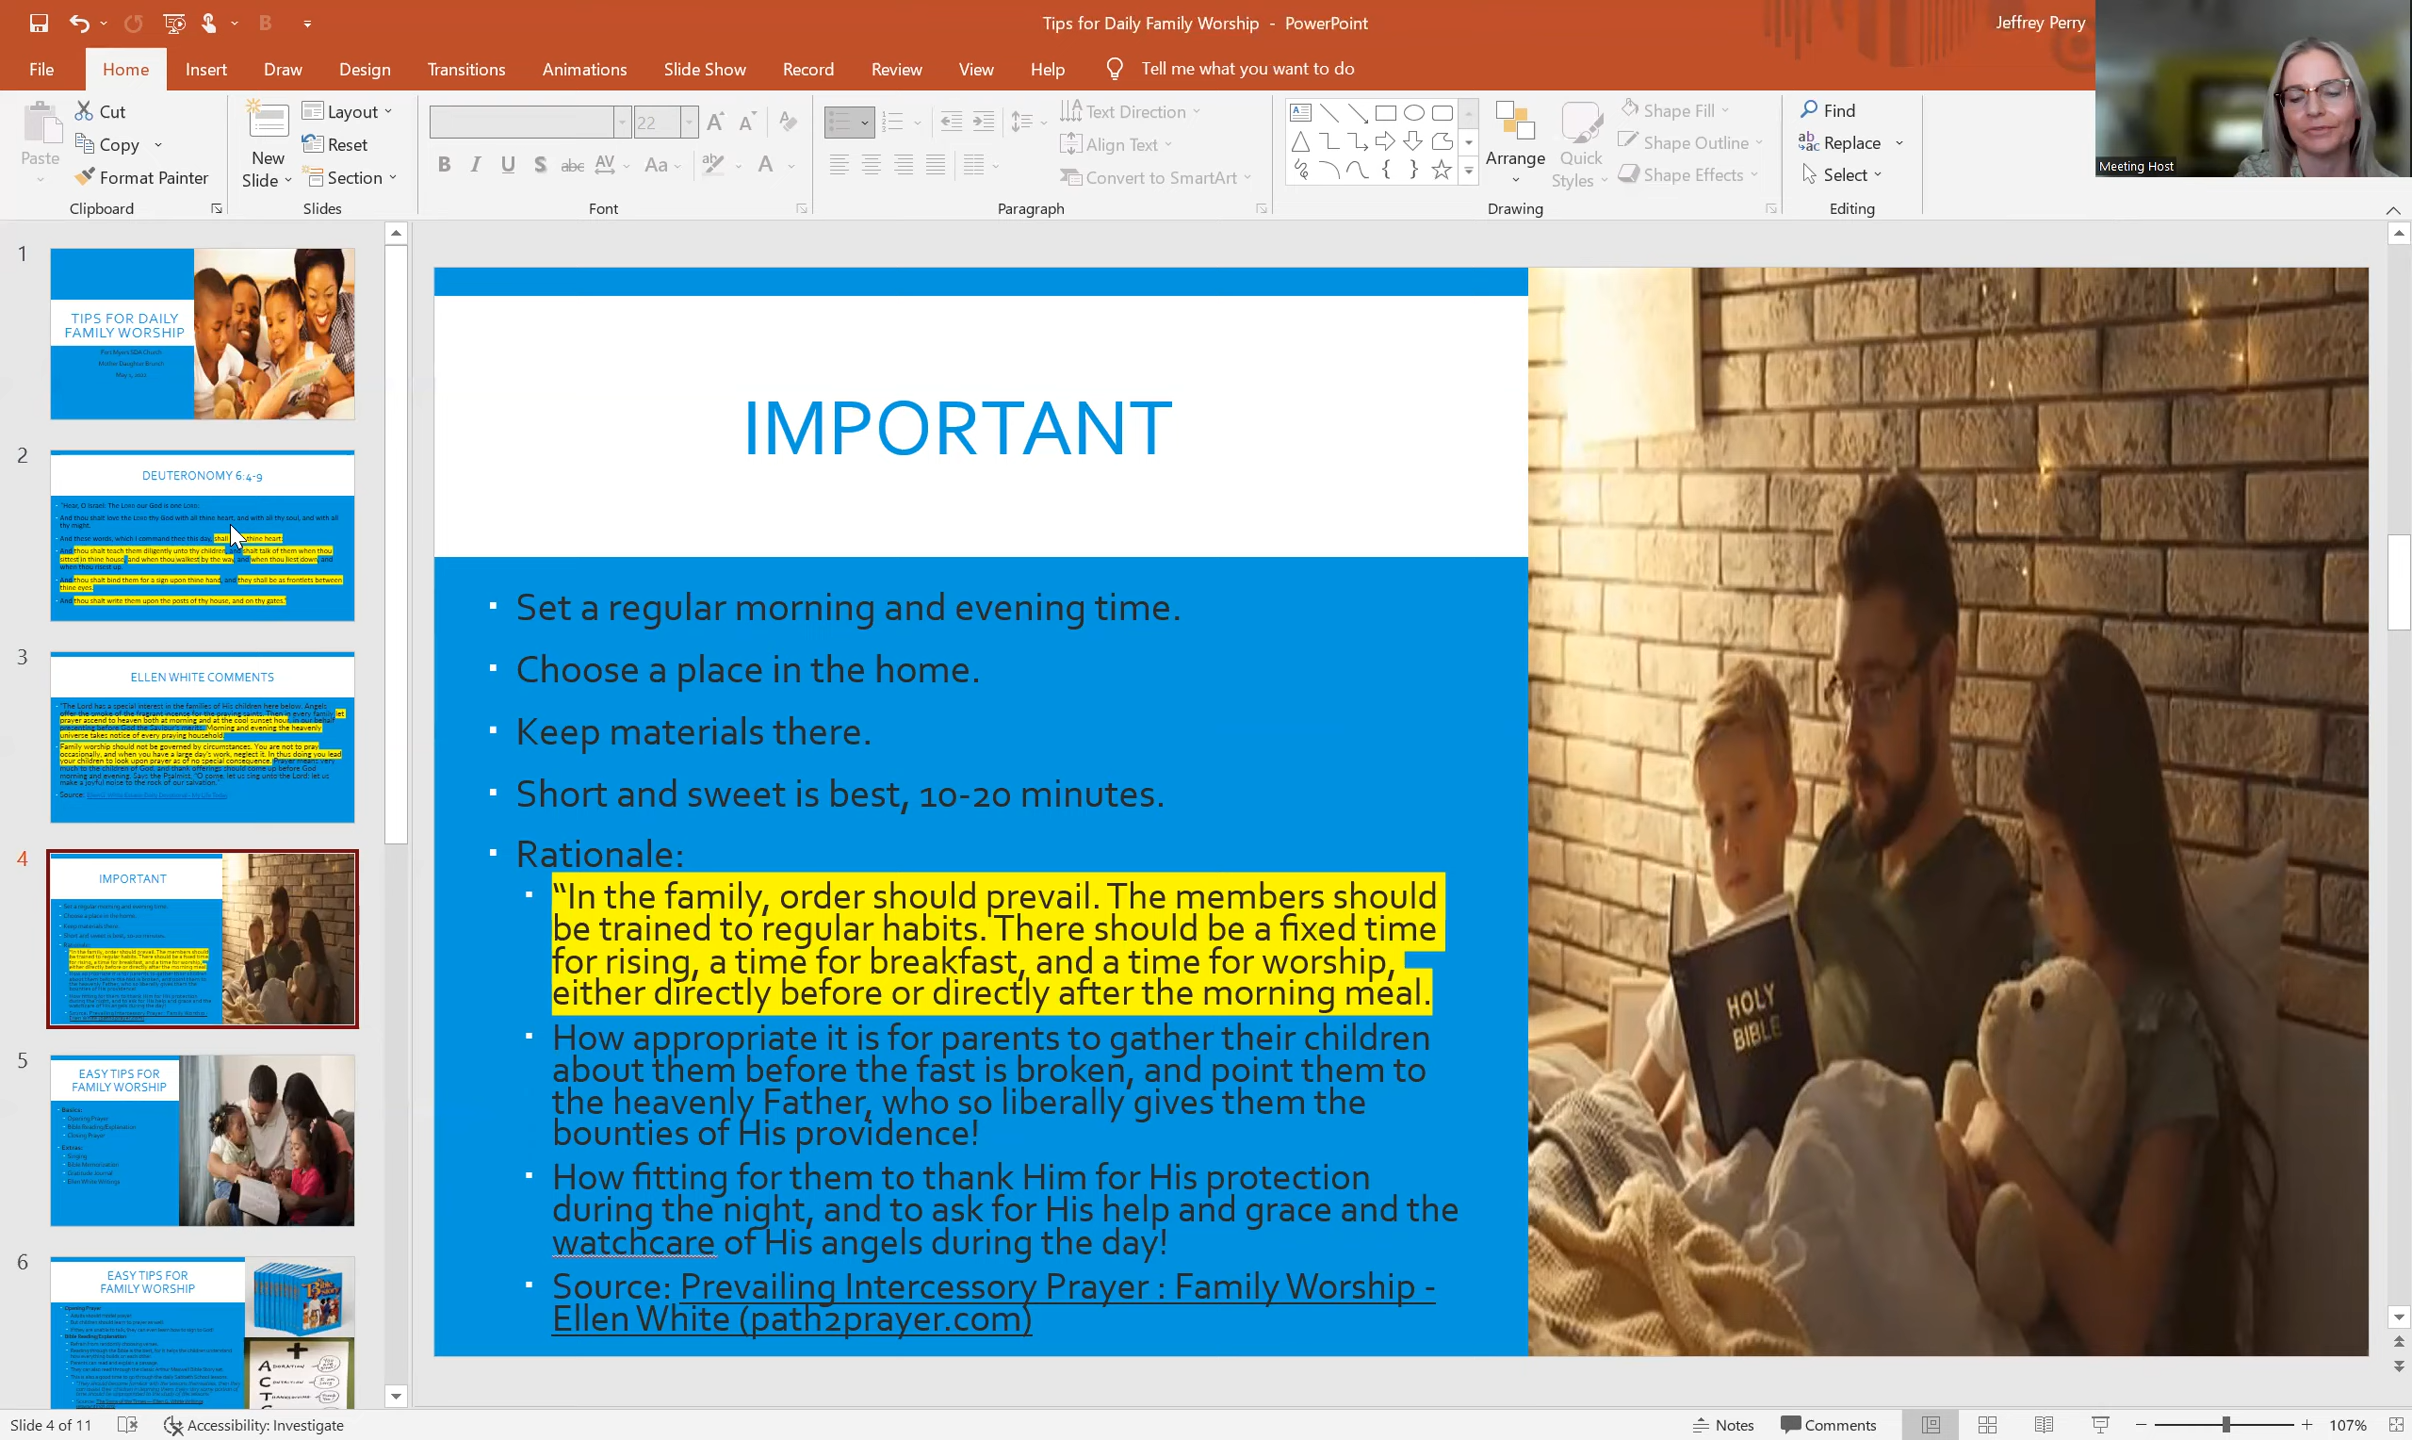 Tips for Daily Family Worship - PowerPoint
Jeffrey Perry
File Home Insert Draw Design Transitions Animations Slide Show Record Review View Help Tell me what you want to do
Paste
Cut
Copy
Format Painter
Clipboard
New Slide
Layout
Reset
Section
Slides
22
Font
Text Direction
Align Text
Convert to SmartArt
Paragraph
Arrange
Quick Styles
Shape Fill
Shape Outline
Shape Effects
Drawing
Find
Replace
Select
Editing
Meeting Host
1
TIPS FOR DAILY
FAMILY WORSHIP
2
DEUTERONOMY 6:4-9
3
ELLEN WHITE COMMENTS
4
IMPORTANT
5
EASY TIPS FOR
FAMILY WORSHIP
6
EASY TIPS FOR
FAMILY WORSHIP
IMPORTANT
Set a regular morning and evening time.
Choose a place in the home.
Keep materials there.
Short and sweet is best, 10-20 minutes.
Rationale:
“In the family, order should prevail. The members should
be trained to regular habits. There should be a fixed time
for rising, a time for breakfast, and a time for worship,
either directly before or directly after the morning meal.
How appropriate it is for parents to gather their children
about them before the fast is broken, and point them to
the heavenly Father, who so liberally gives them the
bounties of His providence!
How fitting for them to thank Him for His protection
during the night, and to ask for His help and grace and the
watchcare of His angels during the day!
Source: Prevailing Intercessory Prayer : Family Worship -
Ellen White (path2prayer.com)
HOLY
BIBLE
Slide 4 of 11
Accessibility: Investigate
Notes
Comments
107%